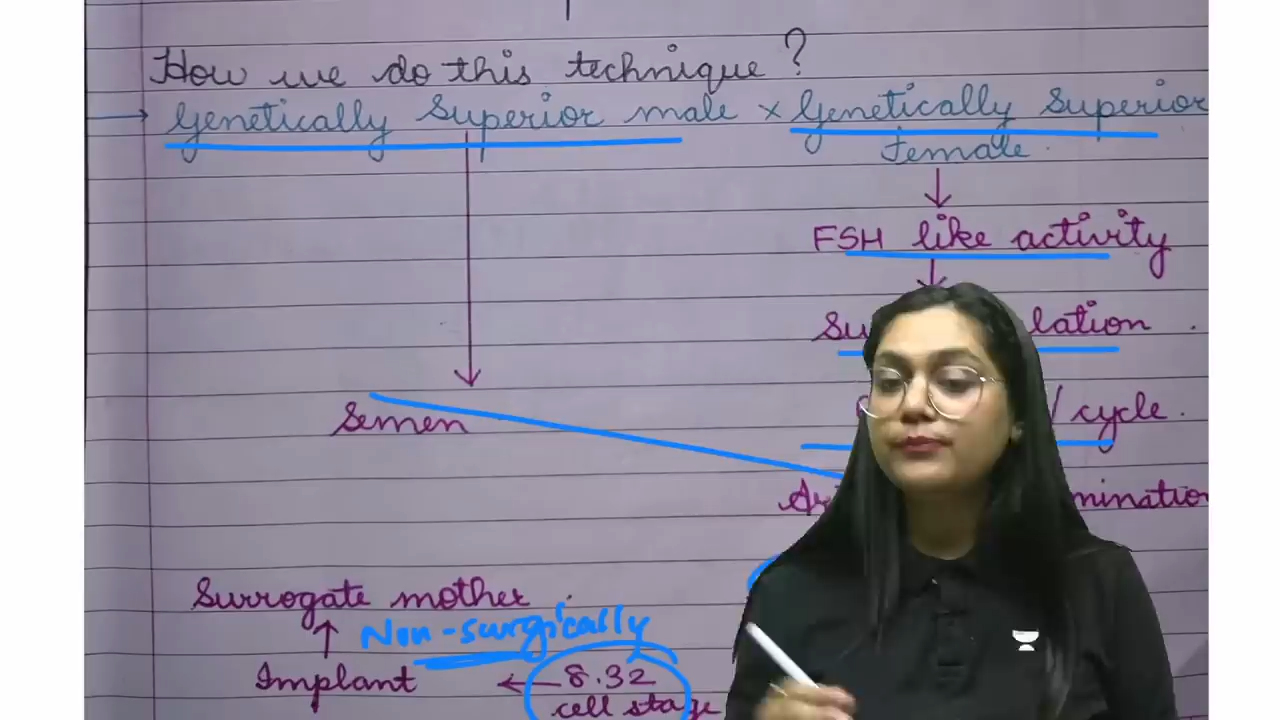 How we do this technique?
→ Genetically Superior male × Genetically Superior
female.
FSH like activity
lation.
Semen
/ cycle.
mination
Surrogate mother.
Non-surgically
Implant ← 8.32
cell stage